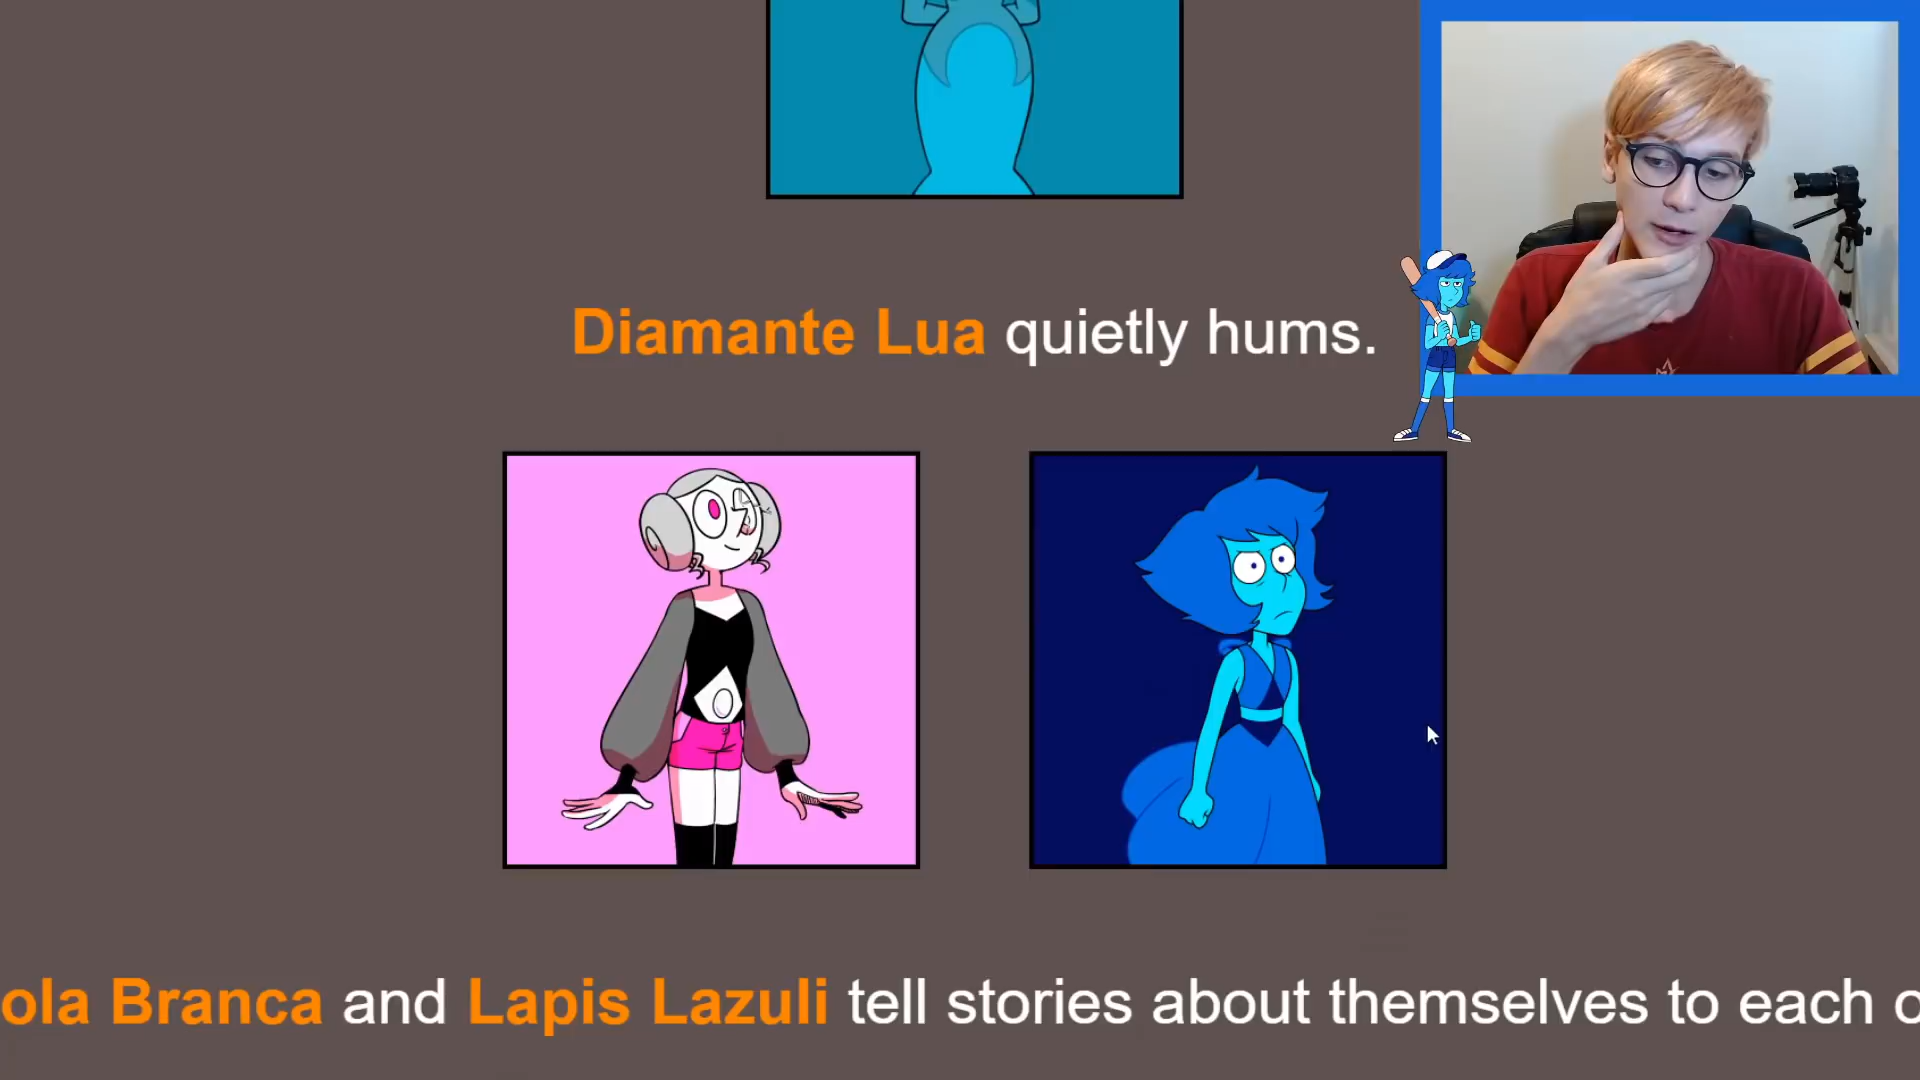 Diamante Lua quietly hums.
ola Branca and Lapis Lazuli tell stories about themselves to each o